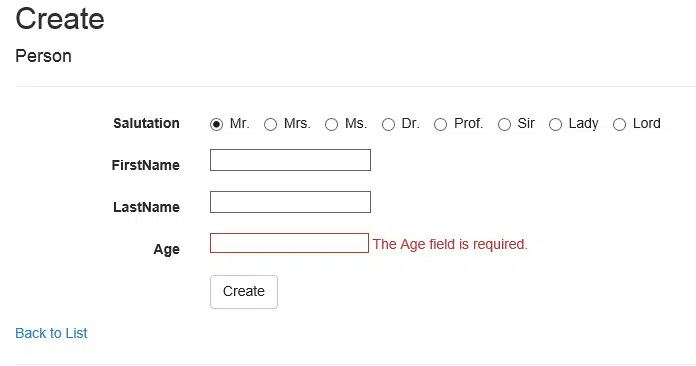 Create
Person
Salutation Mr. Mrs. Ms. Dr. Prof. Sir Lady Lord
FirstName
LastName
Age The Age field is required.
Create
Back to List